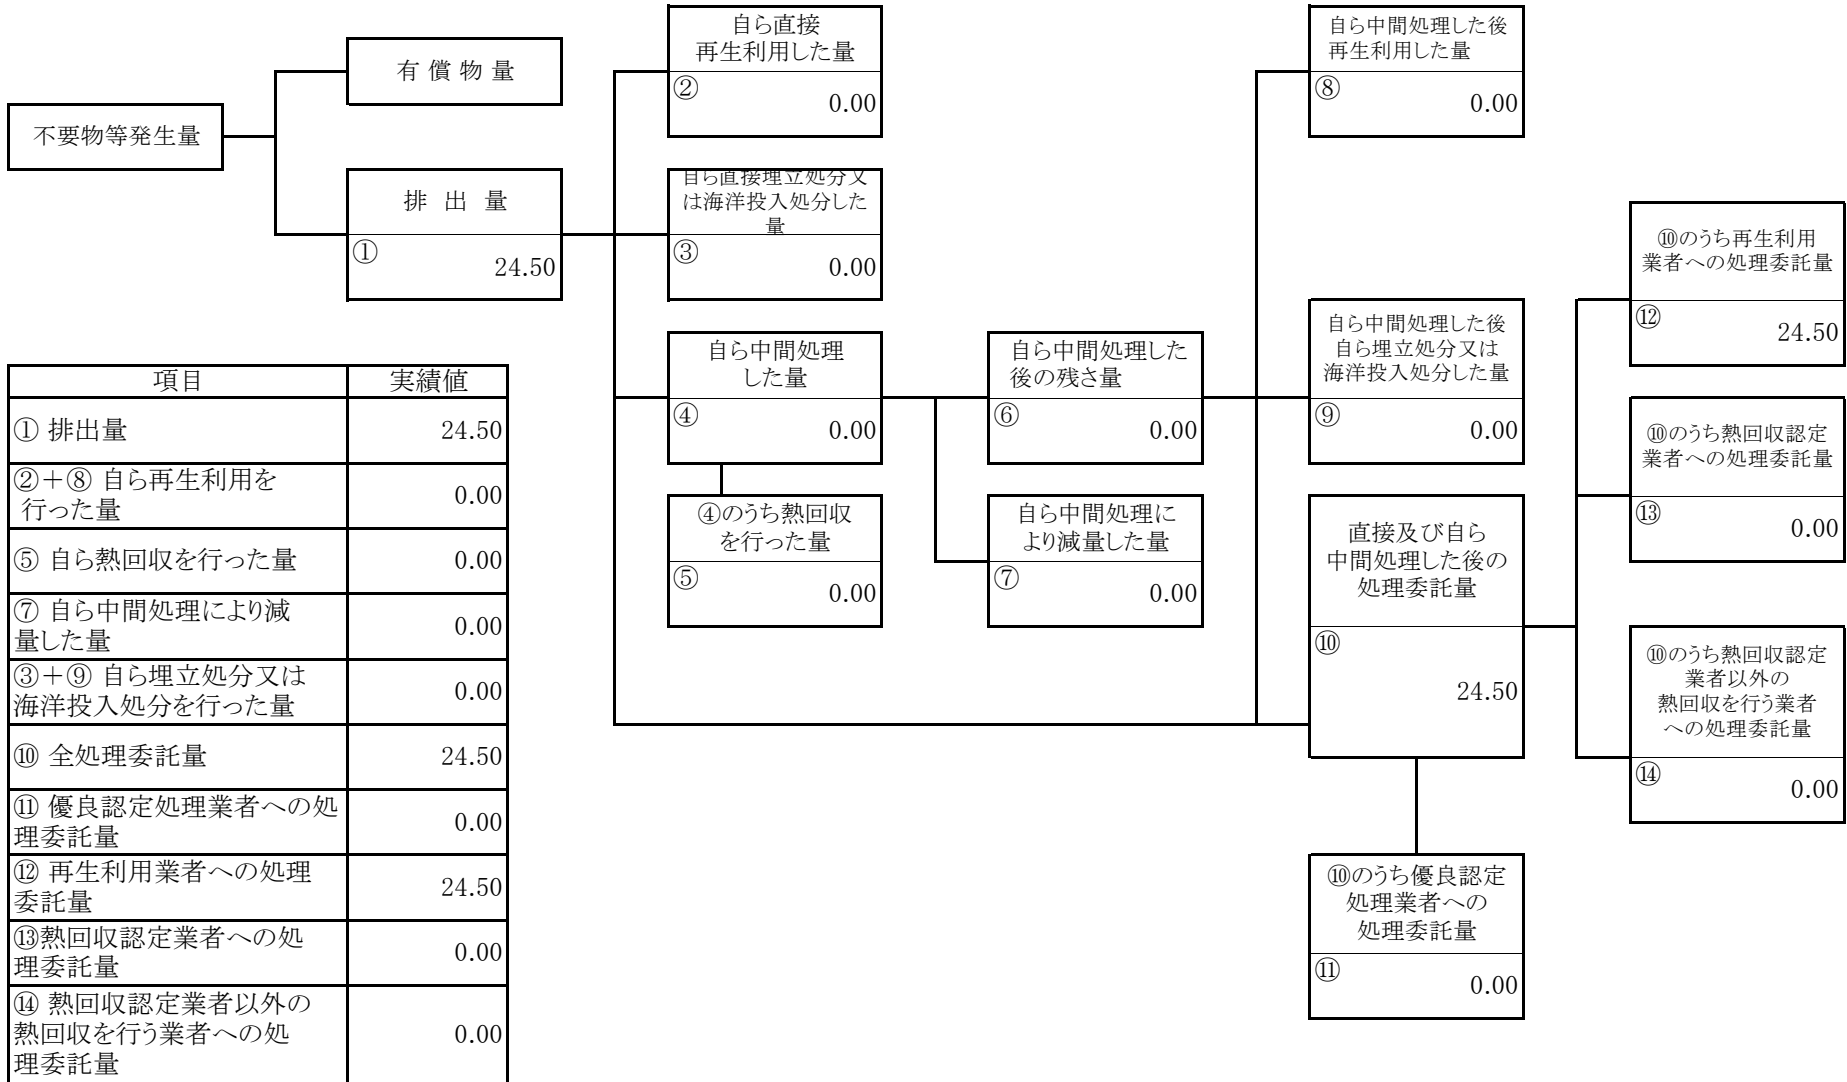 不要物等発生量
有 償 物 量
排 出 量
①
24.50
自ら直接
再生利用した量
②
0.00
自ら直接埋立処分又
は海洋投入処分した
量
③
0.00
自ら中間処理
した量
④
0.00
④のうち熱回収
を行った量
⑤
0.00
自ら中間処理した
後の残さ量
⑥
0.00
自ら中間処理に
より減量した量
⑦
0.00
自ら中間処理した後
再生利用した量
⑧
0.00
自ら中間処理した後
自ら埋立処分又は
海洋投入処分した量
⑨
0.00
直接及び自ら
中間処理した後の
処理委託量
⑩
24.50
⑩のうち優良認定
処理業者への
処理委託量
⑪
0.00
⑩のうち再生利用
業者への処理委託量
⑫
24.50
⑩のうち熱回収認定
業者への処理委託量
⑬
0.00
⑩のうち熱回収認定
業者以外の
熱回収を行う業者
への処理委託量
⑭
0.00
項目 実績値
① 排出量 24.50
②＋⑧ 自ら再生利用を
行った量 0.00
⑤ 自ら熱回収を行った量 0.00
⑦ 自ら中間処理により減
量した量 0.00
③＋⑨ 自ら埋立処分又は
海洋投入処分を行った量 0.00
⑩ 全処理委託量 24.50
⑪ 優良認定処理業者への処
理委託量 0.00
⑫ 再生利用業者への処理
委託量 24.50
⑬熱回収認定業者への処
理委託量 0.00
⑭ 熱回収認定業者以外の
熱回収を行う業者への処
理委託量 0.00